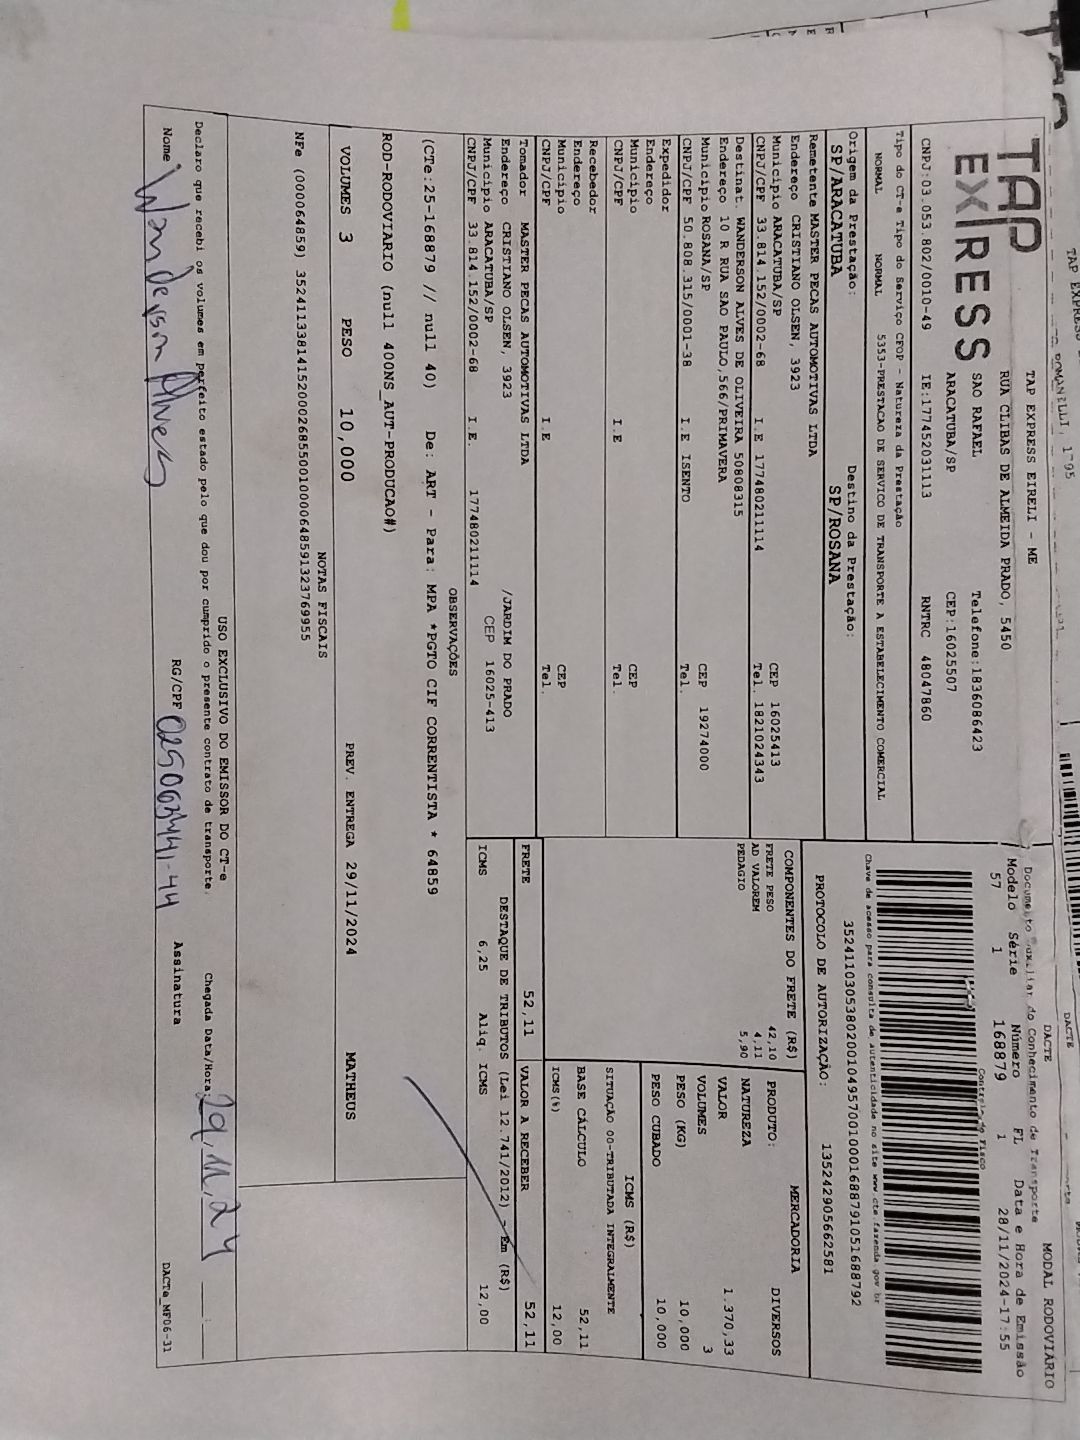 TAP EXPRESS
TAP EXPRESS EIRELI - ME
RUA CLIBAS DE ALMEIDA PRADO, 5450
SAO RAFAEL Telefone:1836086423
ARACATUBA/SP CEP:16025507
CNPJ:03.053.802/0010-49 IE:177452031113 RNTRC 48047860
Tipo do CT-e Tipo do Serviço CFOP - Natureza da Prestação
NORMAL NORMAL 5353-PRESTACAO DE SERVICO DE TRANSPORTE A ESTABELECIMENTO COMERCIAL
Origem da Prestação: Destino da Prestação:
SP/ARACATUBA SP/ROSANA
DACTE MODAL RODOVIÁRIO
Documento Auxiliar do Conhecimento de Transporte
Modelo Série Número FL Data e Hora de Emissão
57 1 168879 1 28/11/2024-17:55
Controle do Fisco
Chave de acesso para consulta de autenticidade no site www.cte.fazenda.gov.br
35241103053802001049570010001688791051688792
PROTOCOLO DE AUTORIZAÇÃO: 135242905662581
Remetente MASTER PECAS AUTOMOTIVAS LTDA
Endereço CRISTIANO OLSEN, 3923
Município ARACATUBA/SP CEP 16025413
CNPJ/CPF 33.814.152/0002-68 I.E 177480211114 Tel. 1821024343
Destinat. WANDERSON ALVES DE OLIVEIRA 50808315
Endereço 10 R RUA SAO PAULO,566/PRIMAVERA
Município ROSANA/SP CEP 19274000
CNPJ/CPF 50.808.315/0001-38 I.E ISENTO Tel.
Expedidor
Endereço
Município CEP
CNPJ/CPF I.E Tel.
Recebedor
Endereço
Município CEP
CNPJ/CPF I.E Tel.
Tomador MASTER PECAS AUTOMOTIVAS LTDA
Endereço CRISTIANO OLSEN, 3923 /JARDIM DO PRADO
Município ARACATUBA/SP CEP 16025-413
CNPJ/CPF 33.814.152/0002-68 I.E. 177480211114
COMPONENTES DO FRETE (R$)
FRETE PESO 42,10
AD VALOREM 4,11
PEDAGIO 5,90
MERCADORIA
PRODUTO: DIVERSOS
NATUREZA
VALOR 1.370,33
VOLUMES 3
PESO (KG) 10,000
PESO CUBADO 10,000
ICMS (R$)
SITUAÇÃO 00-TRIBUTADA INTEGRALMENTE
BASE CÁLCULO 52,11
ICMS(%) 12,00
FRETE 52,11 VALOR A RECEBER 52,11
DESTAQUE DE TRIBUTOS (Lei 12.741/2012) - Em (R$)
ICMS 6,25 Aliq. ICMS 12,00
OBSERVAÇÕES
(CTe:25-168879 // null 40) De: ART - Para: MPA *PGTO CIF CORRENTISTA * 64859
ROD-RODOVIARIO (null 400NS_AUT-PRODUCAO#)
VOLUMES 3 PESO 10,000 PREV. ENTREGA 29/11/2024 MATHEUS
NOTAS FISCAIS
NFe (000064859) 35241133814152000268550010000648591323769955
USO EXCLUSIVO DO EMISSOR DO CT-e
Declaro que recebi os volumes em perfeito estado pelo que dou por cumprido o presente contrato de transporte. Chegada Data/Hora: 29,11,24 __:__
Nome Wanderson Alves RG/CPF Assinatura
DACTe_MF06-31